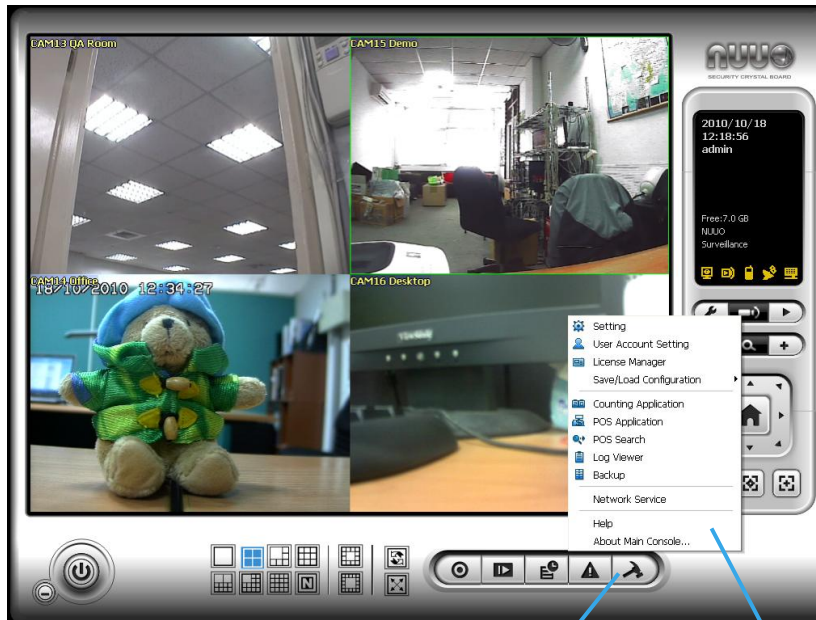 CAM13 QA Room
CAM15 Demo
NUUO
SECURITY CRYSTAL BOARD
2010/10/18
12:18:56
admin
Free:7.0 GB
NUUO
Surveillance
CAM14 Office
18/10/2010 12:34:27
CAM16 Desktop
ViewSonic
Setting
User Account Setting
License Manager
Save/Load Configuration
Counting Application
POS Application
POS Search
Log Viewer
Backup
Network Service
Help
About Main Console...
N